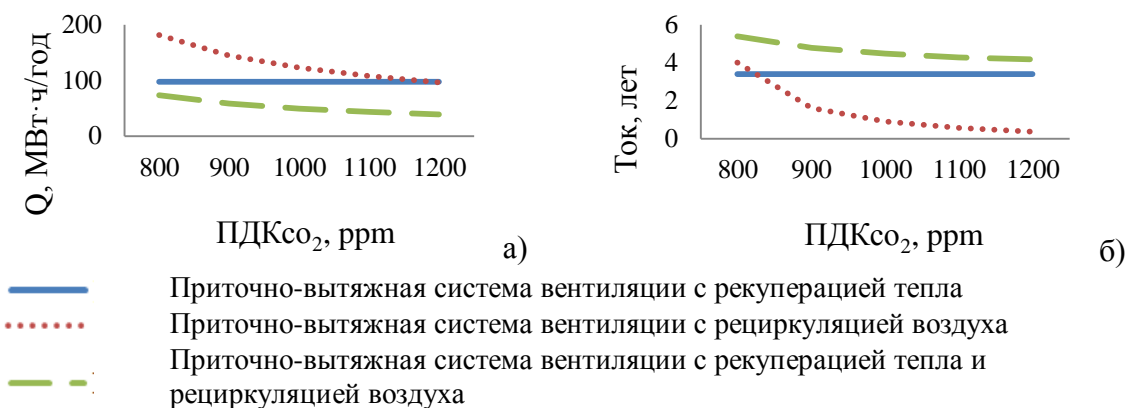 Q, МВт·ч/год
200
100
0
800 900 1000 1100 1200
ПДКco₂, ppm
а)
Ток, лет
6
4
2
0
800 900 1000 1100 1200
ПДКco₂, ppm
б)
Приточно-вытяжная система вентиляции с рекуперацией тепла
Приточно-вытяжная система вентиляции с рециркуляцией воздуха
Приточно-вытяжная система вентиляции с рекуперацией тепла и
рециркуляцией воздуха